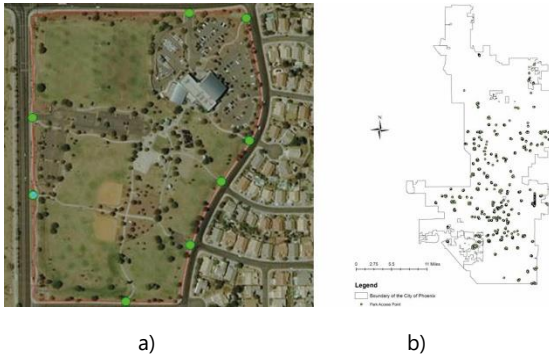 N
0 2.75 5.5 11 Miles
Legend
Boundary of the City of Phoenix
Park Access Point
a)
b)